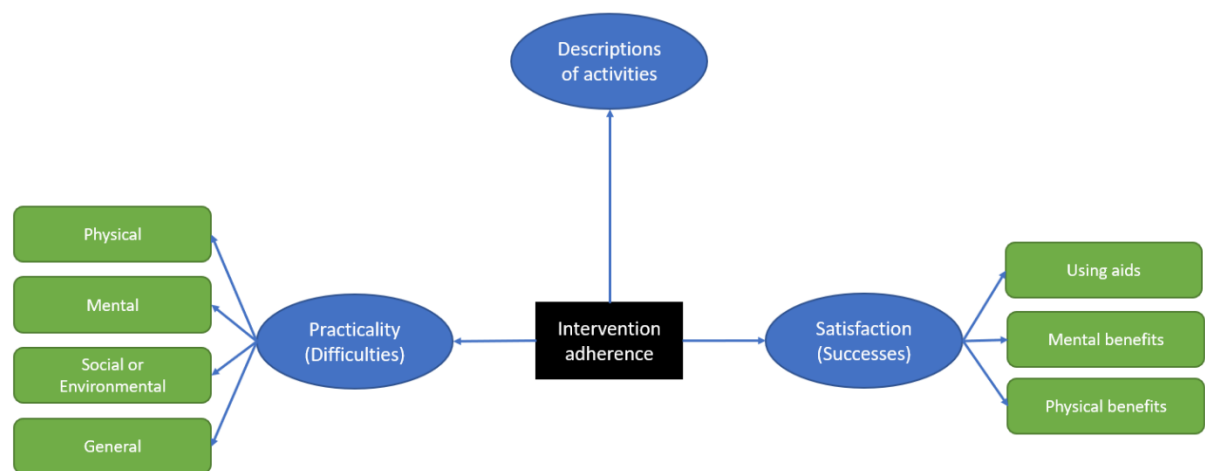 Descriptions
of activities
Physical
Mental
Social or
Environmental
General
Practicality
(Difficulties)
Intervention
adherence
Satisfaction
(Successes)
Using aids
Mental benefits
Physical benefits